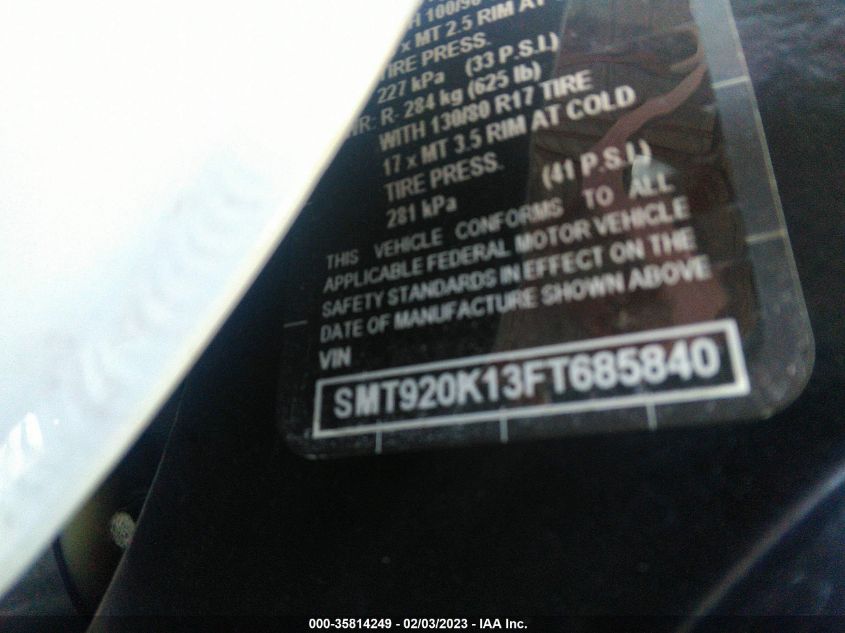 100/90
MT 2.5 RIM AT
TIRE PRESS.
227 kPa (33 P.S.I.)
R- 284 kg (625 lb)
WITH 130/80 R17 TIRE
17 x MT 3.5 RIM AT COLD
TIRE PRESS.
281 kPa (41 P.S.I.)
THIS VEHICLE CONFORMS TO ALL
APPLICABLE FEDERAL MOTOR VEHICLE
SAFETY STANDARDS IN EFFECT ON THE
DATE OF MANUFACTURE SHOWN ABOVE
VIN
SMT920K13FT685840
000-35814249 - 02/03/2023 - IAA Inc.